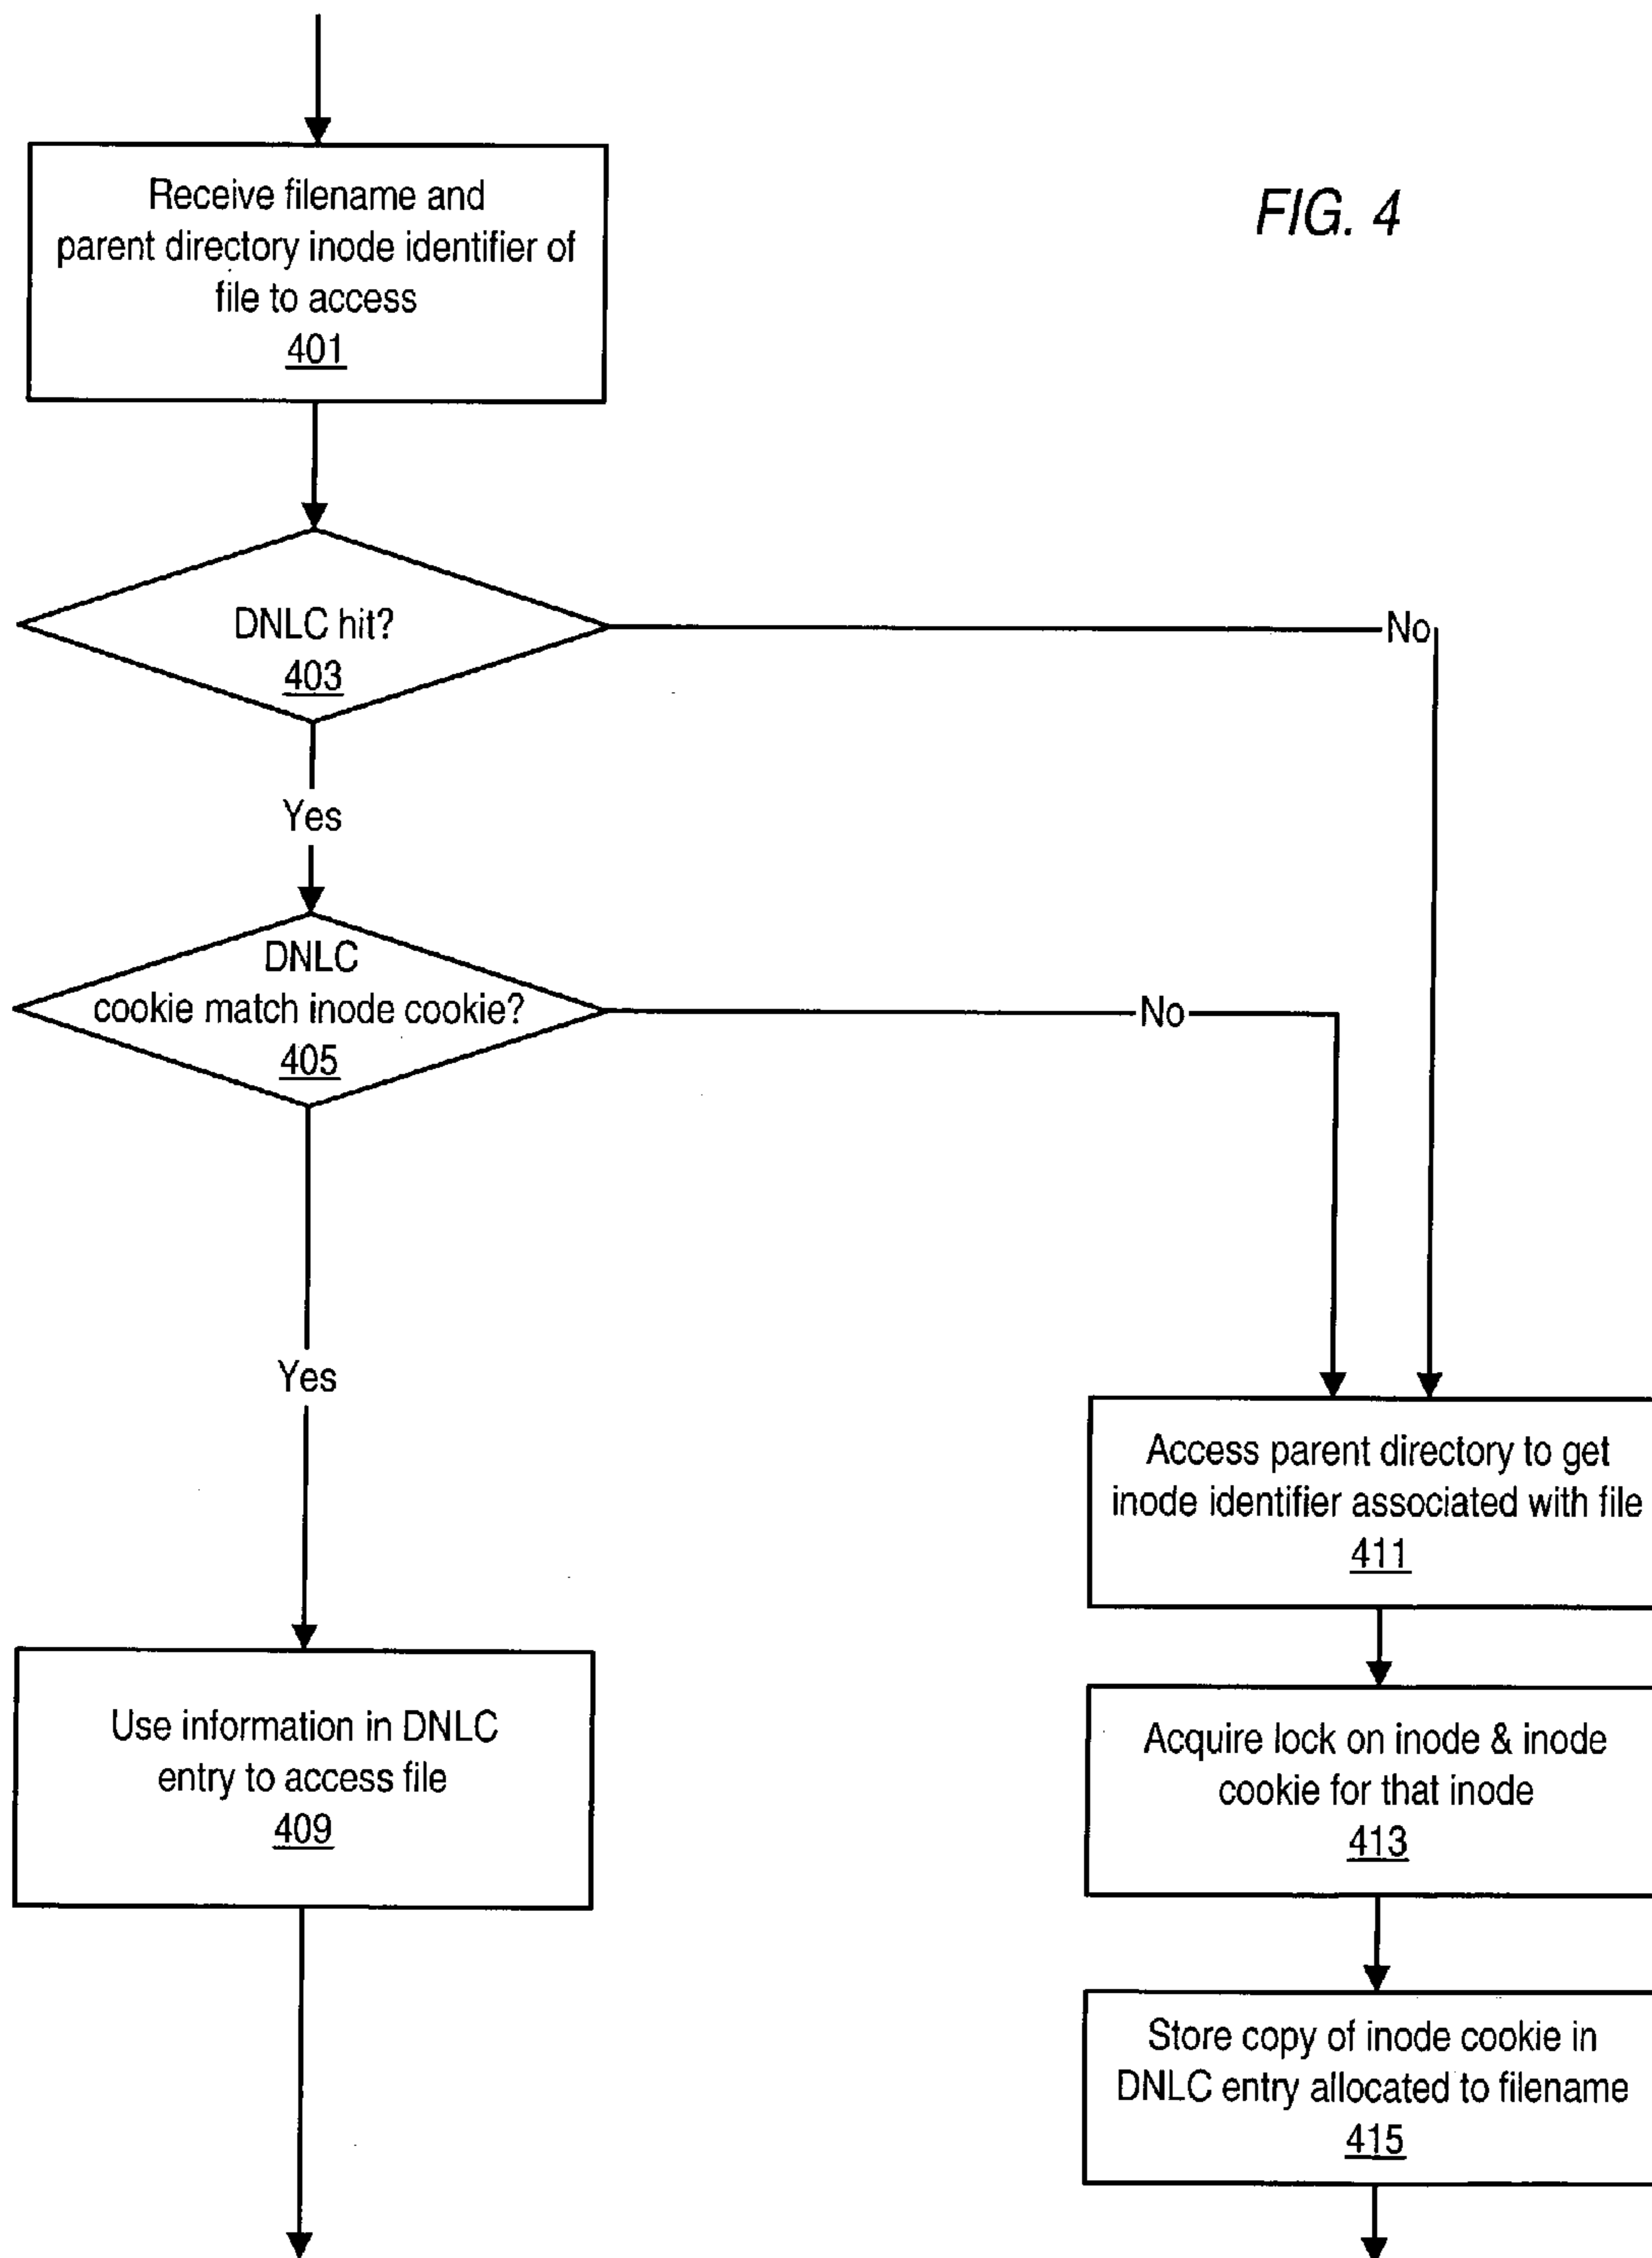 FIG. 4
Receive filename and
parent directory inode identifier of
file to access
401
DNLC hit?
403
No
Yes
DNLC
cookie match inode cookie?
405
No
Yes
Access parent directory to get
inode identifier associated with file
411
Use information in DNLC
entry to access file
409
Acquire lock on inode & inode
cookie for that inode
413
Store copy of inode cookie in
DNLC entry allocated to filename
415